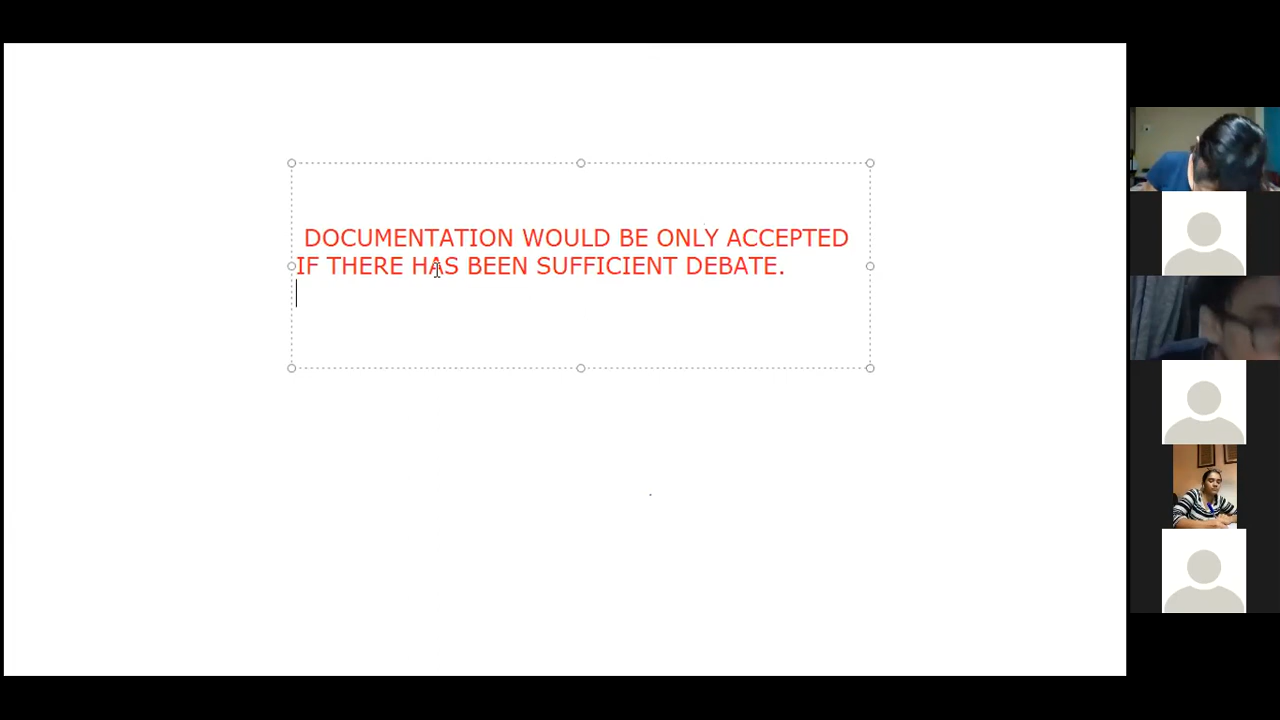 DOCUMENTATION WOULD BE ONLY ACCEPTED
IF THERE HAS BEEN SUFFICIENT DEBATE.